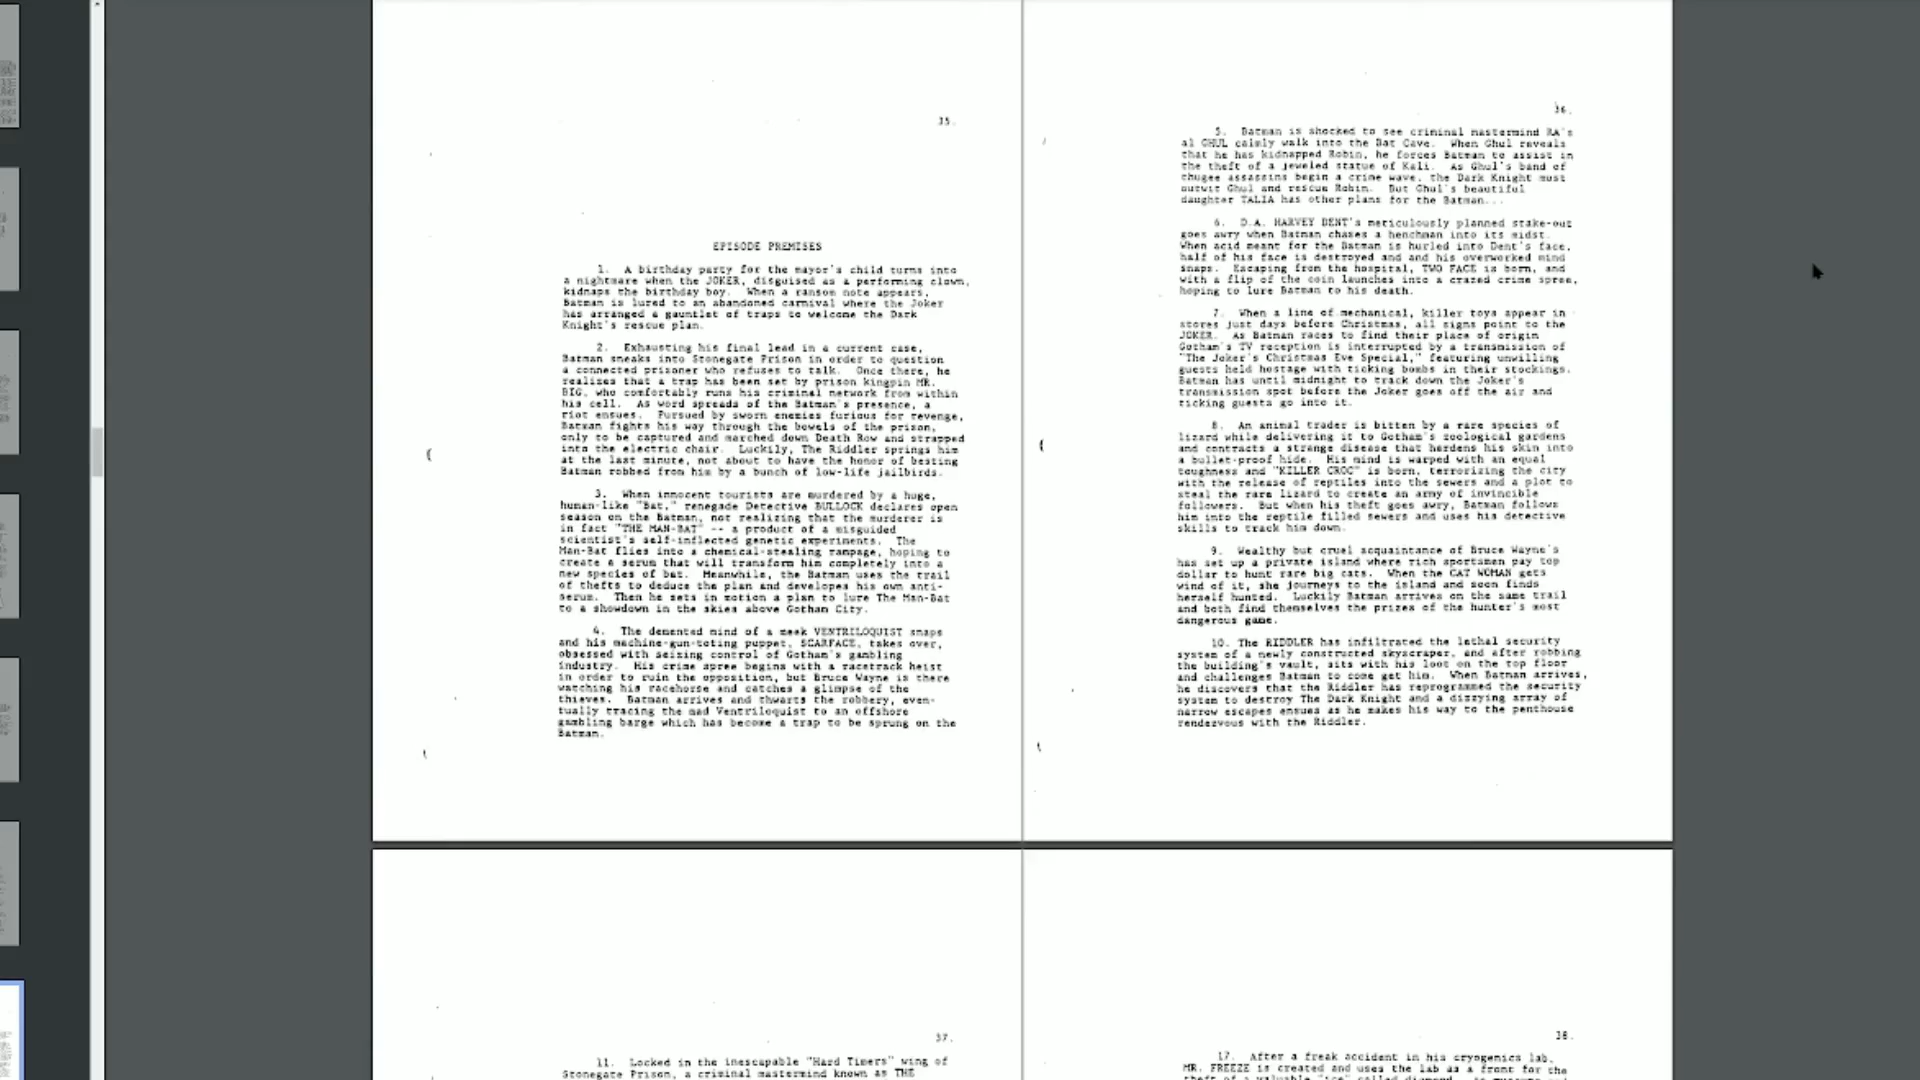 35.
EPISODE PREMISES
1. A birthday party for the mayor's child turns into
a nightmare when the JOKER, disguised as a performing clown,
kidnaps the birthday boy. When a ransom note appears,
Batman is lured to an abandoned carnival where the Joker
has arranged a gauntlet of traps to welcome the Dark
Knight's rescue plan.
2. Exhausting his final lead in a current case,
Batman sneaks into Stonegate Prison in order to question
a connected prisoner who refuses to talk. Once there, he
realizes that a trap has been set by prison kingpin MR.
BIG, who comfortably runs his criminal network from within
his cell. As word spreads of the Batman's presence, a
riot ensues. Pursued by sworn enemies furious for revenge,
Batman fights his way through the bowels of the prison,
only to be captured and marched down Death Row and strapped
into the electric chair. Luckily, The Riddler springs him
at the last minute, not about to have the honor of besting
Batman robbed from him by a bunch of low-life jailbirds.
3. When innocent tourists are murdered by a huge,
human-like "Bat," renegade Detective BULLOCK declares open
season on the Batman, not realizing that the murderer is
in fact "THE MAN-BAT" -- a product of a misguided
scientist's self-inflected genetic experiments. The
Man-Bat flies into a chemical-stealing rampage, hoping to
create a serum that will transform him completely into a
new species of bat. Meanwhile, the Batman uses the trail
of thefts to deduce the plan and developes his own anti-
serum. Then he sets in motion a plan to lure The Man-Bat
to a showdown in the skies above Gotham City.
4. The demented mind of a meek VENTRILOQUIST snaps
and his machine-gun-toting puppet, SCARFACE, takes over,
obsessed with seizing control of Gotham's gambling
industry. His crime spree begins with a racetrack heist
in order to ruin the opposition, but Bruce Wayne is there
watching his racehorse and catches a glimpse of the
thieves. Batman arrives and thwarts the robbery, even-
tually tracing the mad Ventriloquist to an offshore
gambling barge which has become a trap to be sprung on the
Batman.
36.
5. Batman is shocked to see criminal mastermind RA's
al GHUL calmly walk into the Bat Cave. When Ghul reveals
that he has kidnapped Robin, he forces Batman to assist in
the theft of a jeweled statue of Kali. As Ghul's band of
thugee assassins begin a crime wave, the Dark Knight must
outwit Ghul and rescue Robin. But Ghul's beautiful
daughter TALIA has other plans for the Batman...
6. D.A. HARVEY DENT's meticulously planned stake-out
goes awry when Batman chases a henchman into its midst.
When acid meant for the Batman is hurled into Dent's face,
half of his face is destroyed and and his overworked mind
snaps. Escaping from the hospital, TWO FACE is born, and
with a flip of the coin launches into a crazed crime spree,
hoping to lure Batman to his death.
7. When a line of mechanical, killer toys appear in
stores just days before Christmas, all signs point to the
JOKER. As Batman races to find their place of origin
Gotham's TV reception is interrupted by a transmission of
"The Joker's Christmas Eve Special," featuring unwilling
guests held hostage with ticking bombs in their stockings.
Batman has until midnight to track down the Joker's
transmission spot before the Joker goes off the air and
ticking guests go into it.
8. An animal trader is bitten by a rare species of
lizard while delivering it to Gotham's zoological gardens
and contracts a strange disease that hardens his skin into
a bullet-proof hide. His mind is warped with an equal
toughness and "KILLER CROC" is born, terrorizing the city
with the release of reptiles into the sewers and a plot to
steal the rare lizard to create an army of invincible
followers. But when his theft goes awry, Batman follows
him into the reptile filled sewers and uses his detective
skills to track him down.
9. Wealthy but cruel acquaintance of Bruce Wayne's
has set up a private island where rich sportsmen pay top
dollar to hunt rare big cats. When the CAT WOMAN gets
wind of it, she journeys to the island and soon finds
herself hunted. Luckily Batman arrives on the same trail
and both find themselves the prizes of the hunter's most
dangerous game.
10. The RIDDLER has infiltrated the lethal security
system of a newly constructed skyscraper, and after robbing
the building's vault, sits with his loot on the top floor
and challenges Batman to come get him. When Batman arrives,
he discovers that the Riddler has reprogrammed the security
system to destroy The Dark Knight and a dizzying array of
narrow escapes ensues as he makes his way to the penthouse
rendezvous with the Riddler.
37.
11. Locked in the inescapable "Hard Timers" wing of
Stonegate Prison, a criminal mastermind known as THE
38.
17. After a freak accident in his cryogenics lab,
MR. FREEZE is created and uses the lab as a front for the
theft of a valuable "ice" called diamond